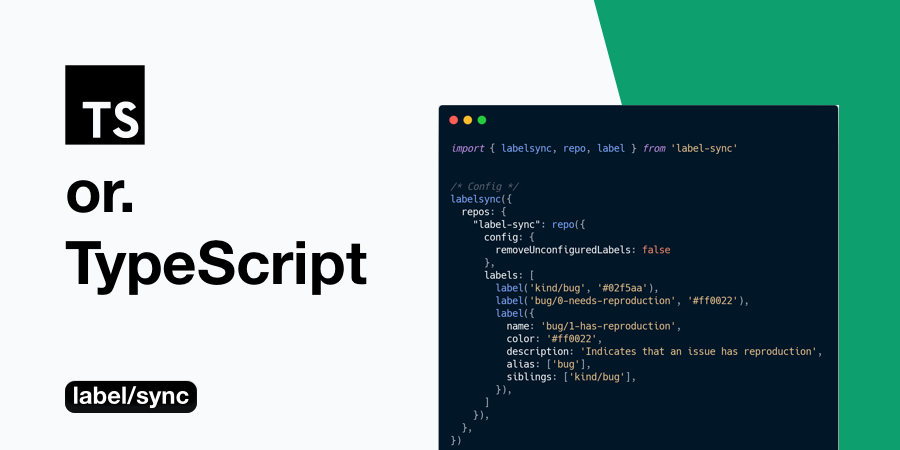 TS
or.
TypeScript
label/sync
import { labelsync, repo, label } from 'label-sync'
/* Config */
labelsync({
  repos: {
    "label-sync": repo({
      config: {
        removeUnconfiguredLabels: false
      },
      labels: [
        label('kind/bug', '#02f5aa'),
        label('bug/0-needs-reproduction', '#ff0022'),
        label({
          name: 'bug/1-has-reproduction',
          color: '#ff0022',
          description: 'Indicates that an issue has reproduction',
          alias: ['bug'],
          siblings: ['kind/bug'],
        }),
      ]
    }),
  },
})